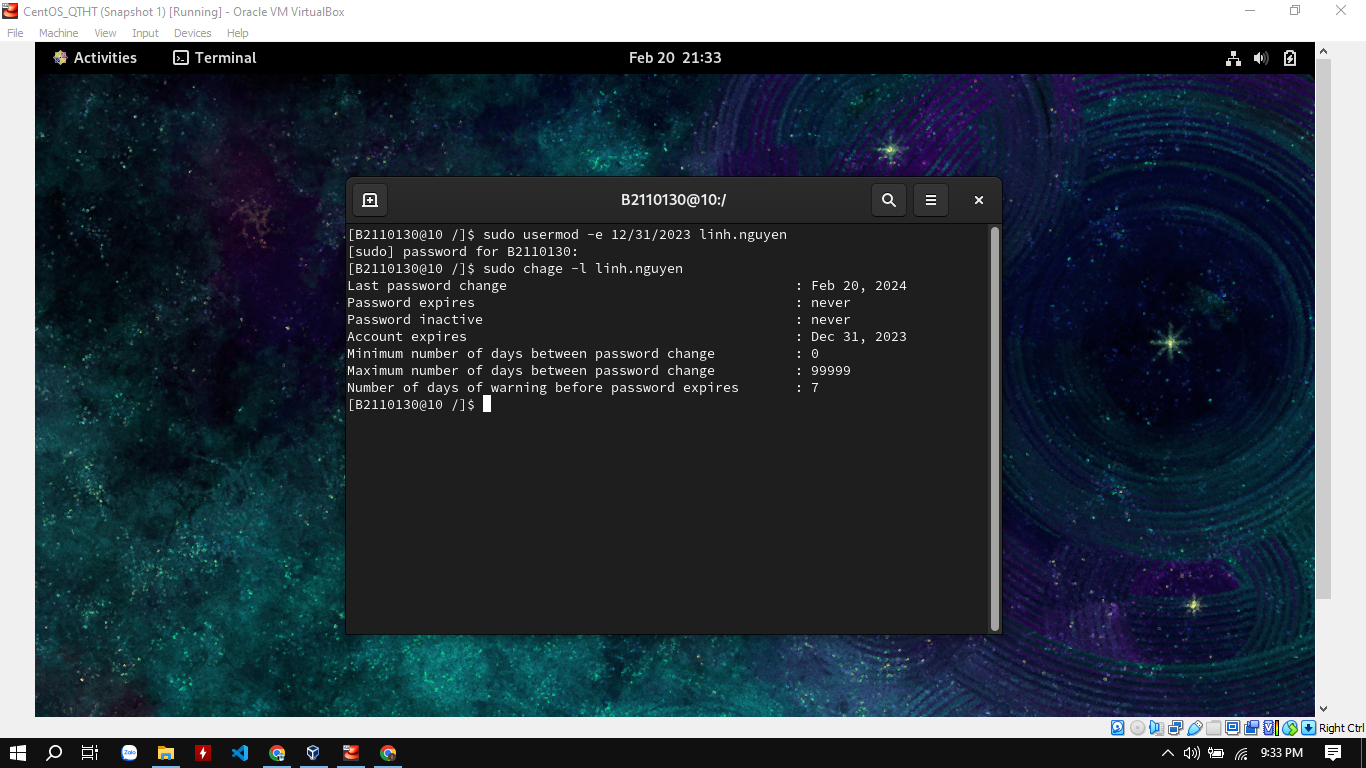 CentOS_QTHT (Snapshot 1) [Running] - Oracle VM VirtualBox
File Machine View Input Devices Help
Activities Terminal Feb 20 21:33
B2110130@10:/
[B2110130@10 /]$ sudo usermod -e 12/31/2023 linh.nguyen
[sudo] password for B2110130:
[B2110130@10 /]$ sudo chage -l linh.nguyen
Last password change : Feb 20, 2024
Password expires : never
Password inactive : never
Account expires : Dec 31, 2023
Minimum number of days between password change : 0
Maximum number of days between password change : 99999
Number of days of warning before password expires : 7
[B2110130@10 /]$
Right Ctrl
Zalo
9:33 PM